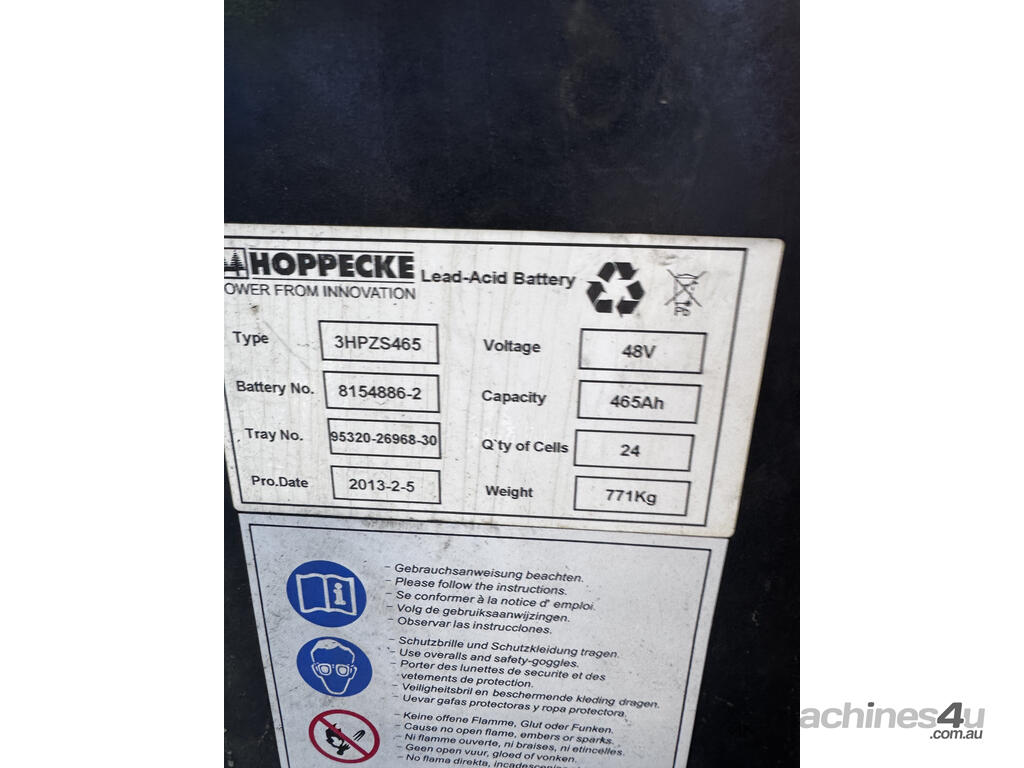 HOPPECKE Lead-Acid Battery
OWER FROM INNOVATION
Pb
Type 3HPZS465 Voltage 48V
Battery No. 8154886-2 Capacity 465Ah
Tray No. 95320-26968-30 Q`ty of Cells 24
Pro.Date 2013-2-5 Weight 771Kg
- Gebrauchsanweisung beachten.
- Please follow the instructions.
- Se conformer à la notice d' emploi.
- Volg de gebruiksaanwijzingen.
- Observar las instrucciones.
- Schutzbrille und Schutzkleidung tragen.
- Use overalls and safety-goggles.
- Porter des lunettes de securite et des
vetements de protection.
- Veiligheitsbril en beschermende kleding dragen.
- Uevar gafas protectoras y ropa protectora.
- Keine offene Flamme, Glut oder Funken.
- Cause no open flame, embers or sparks.
- Ni flamme ouverte, ni braises, ni etincelles.
- Geen open vuur, gloed of vonken.
- No flama direkta,
achines4u
.com.au